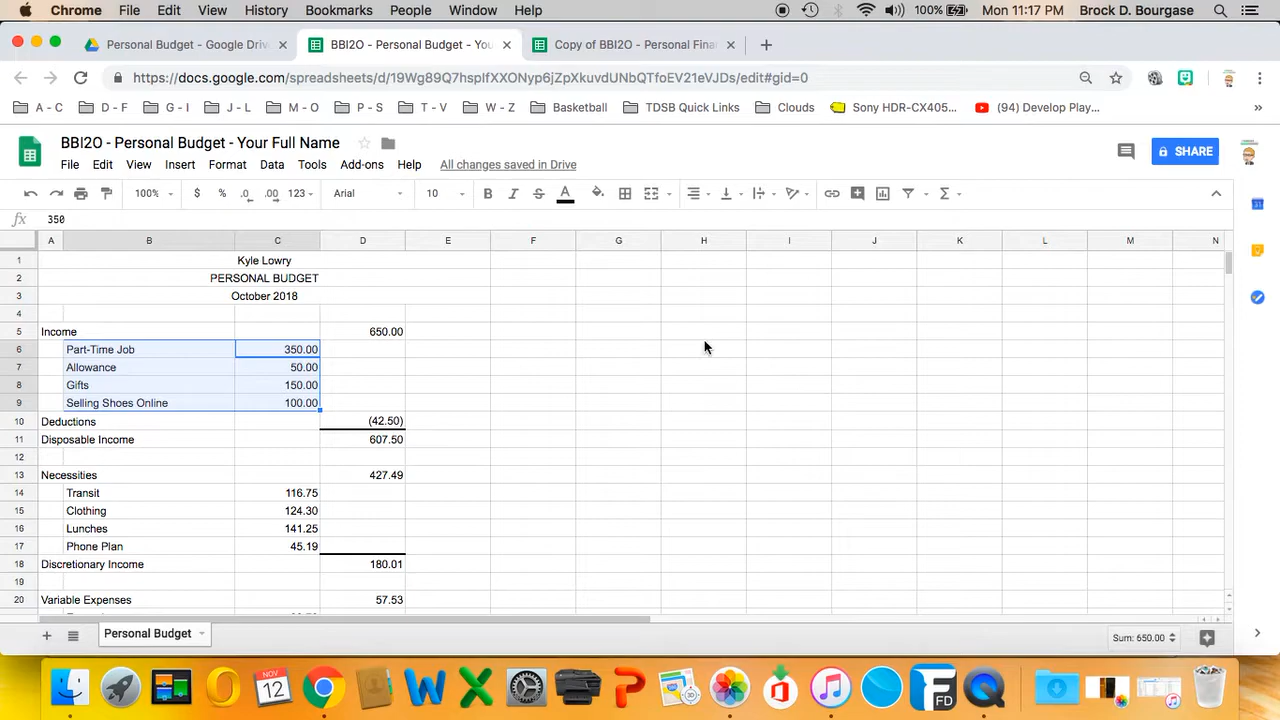 Chrome File Edit View History Bookmarks People Window Help 100% Mon 11:17 PM Brock D. Bourgase
Personal Budget - Google Driv
BBI2O - Personal Budget - You
Copy of BBI2O - Personal Finan
https://docs.google.com/spreadsheets/d/19Wg89Q7hspIfXXONyp6jZpXkuvdUNbQTfoEV21eVJDs/edit#gid=0
A - C D - F G - I J - L M - O P - S T - V W - Z Basketball TDSB Quick Links Clouds Sony HDR-CX405... (94) Develop Play... »
BBI2O - Personal Budget - Your Full Name
SHARE
File Edit View Insert Format Data Tools Add-ons Help All changes saved in Drive
100% $ % .0 .00 123 Arial 10 B I S A Σ
fx 350
A B C D E F G H I J K L M N
1 Kyle Lowry
2 PERSONAL BUDGET
3 October 2018
4
5 Income 650.00
6 Part-Time Job 350.00
7 Allowance 50.00
8 Gifts 150.00
9 Selling Shoes Online 100.00
10 Deductions (42.50)
11 Disposable Income 607.50
12
13 Necessities 427.49
14 Transit 116.75
15 Clothing 124.30
16 Lunches 141.25
17 Phone Plan 45.19
18 Discretionary Income 180.01
19
20 Variable Expenses 57.53
Personal Budget
Sum: 650.00
NOV
12
FD